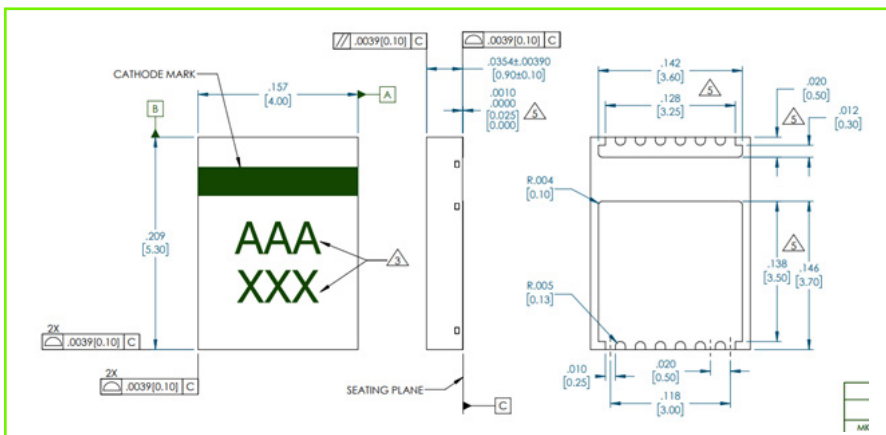 // .0039[0.10] C
⌓ .0039[0.10] C
CATHODE MARK
.157
[4.00]
A
B
.0354±.00390
[0.90±0.10]
.0010
.0000
[0.025]
[0.000]
5
.142
[3.60]
5
.128
[3.25]
.020
[0.50]
5
.012
[0.30]
.209
[5.30]
AAA
XXX
3
R.004
[0.10]
R.005
[0.13]
5
.138
[3.50]
.146
[3.70]
2X
⌓ .0039[0.10] C
2X
⌓ .0039[0.10] C
SEATING PLANE
C
.010
[0.25]
.020
[0.50]
.118
[3.00]